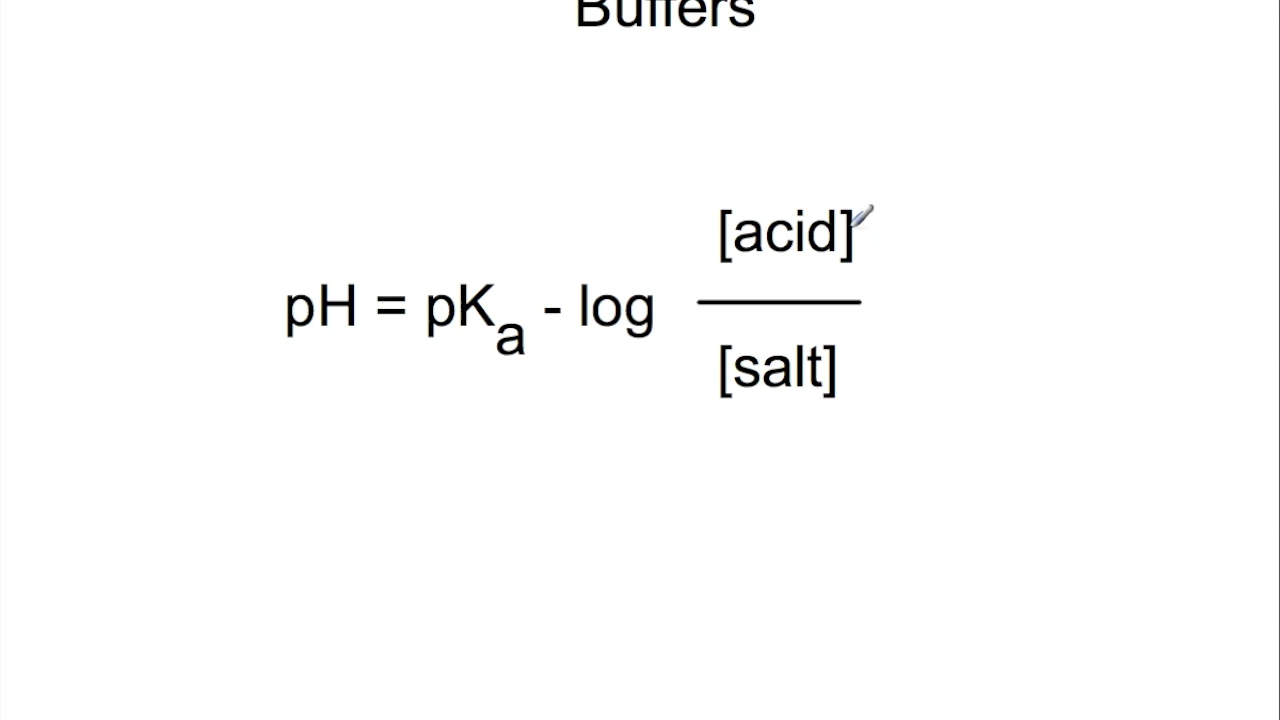 Buffers
[acid]
pH = pKa - log
[salt]